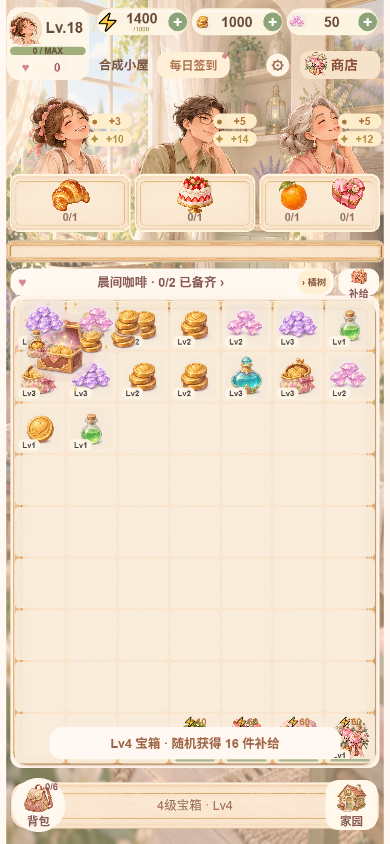 Lv.18
0 / MAX
♥ 0
1400
/1000
1000
50
合成小屋
每日签到
商店
+3
+10
+5
+14
+5
+12
0/1
0/1
0/1
0/1
♥ 晨间咖啡 · 0/2 已备齐 ›
› 橘树
补给
Lv2
Lv2
Lv3
Lv1
Lv3
Lv3
Lv2
Lv2
Lv3
Lv3
Lv2
Lv1
Lv1
60
60
Lv4 宝箱 · 随机获得 16 件补给
Lv1
0/6
背包
4级宝箱 · Lv4
家园